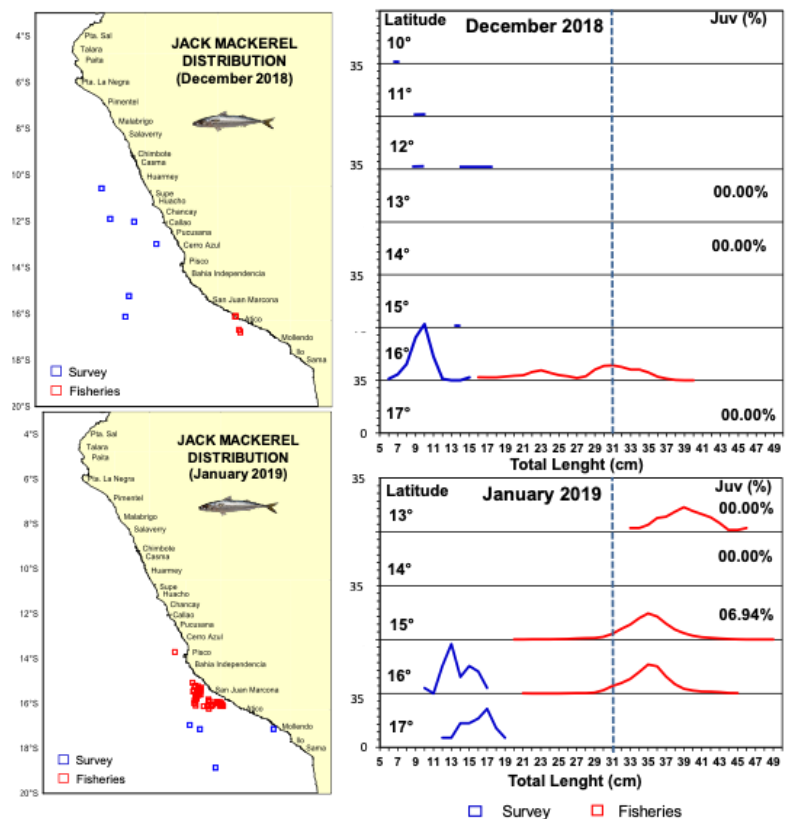 JACK MACKEREL
DISTRIBUTION
(December 2018)
4°S
6°S
8°S
10°S
12°S
14°S
16°S
18°S
20°S
Pta. Sal
Talara
Paita
Pta. La Negra
Pimentel
Malabrigo
Salaverry
Chimbote
Casma
Huarmey
Supe
Huacho
Chancay
Callao
Pucusana
Cerro Azul
Pisco
Bahia Independencia
San Juan Marcona
Atico
Mollendo
Ilo
Sama
Survey
Fisheries
Latitude
December 2018
Juv (%)
10°
35
11°
12°
35
13°
00.00%
14°
00.00%
35
15°
16°
35
17°
00.00%
0
5 7 9 11 13 15 17 19 21 23 25 27 29 31 33 35 37 39 41 43 45 47 49
Total Lenght (cm)
JACK MACKEREL
DISTRIBUTION
(January 2019)
4°S
6°S
8°S
10°S
12°S
14°S
16°S
18°S
20°S
Pta. Sal
Talara
Paita
Pta. La Negra
Pimentel
Malabrigo
Salaverry
Chimbote
Casma
Huarmey
Supe
Huacho
Chancay
Callao
Pucusana
Cerro Azul
Pisco
Bahia Independencia
San Juan Marcona
Atico
Mollendo
Ilo
Sama
Survey
Fisheries
35
Latitude
January 2019
Juv (%)
13°
00.00%
14°
00.00%
35
15°
06.94%
16°
35
17°
0
5 7 9 11 13 15 17 19 21 23 25 27 29 31 33 35 37 39 41 43 45 47 49
Total Lenght (cm)
Survey
Fisheries